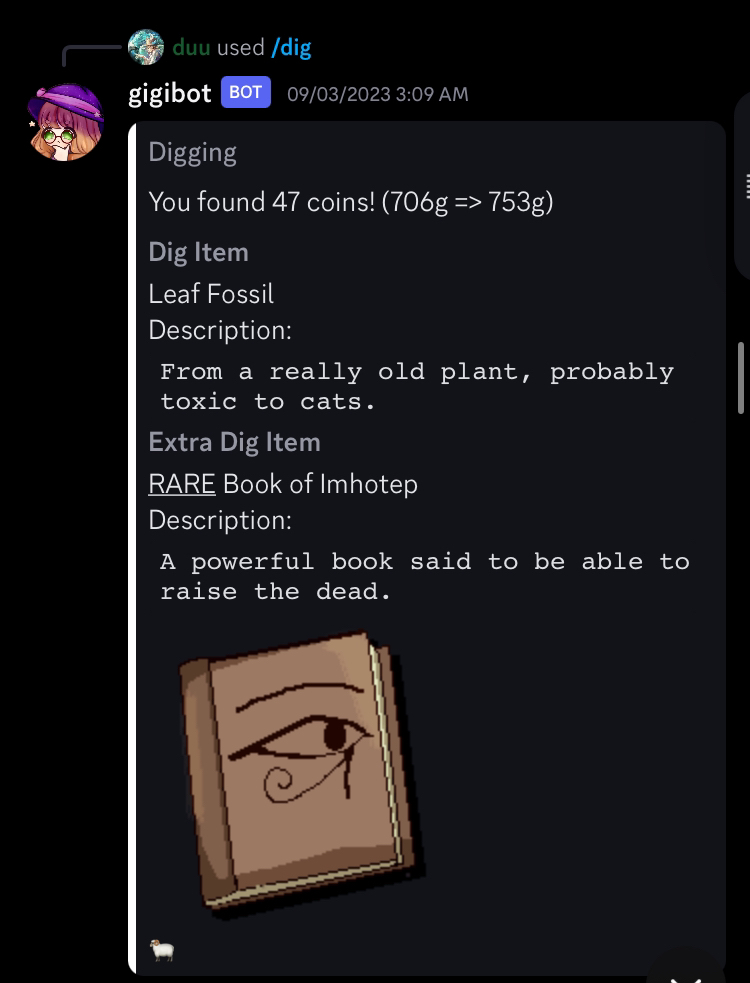 duu used /dig
gigibot BOT 09/03/2023 3:09 AM
Digging
You found 47 coins! (706g => 753g)
Dig Item
Leaf Fossil
Description:
From a really old plant, probably
toxic to cats.
Extra Dig Item
RARE Book of Imhotep
Description:
A powerful book said to be able to
raise the dead.